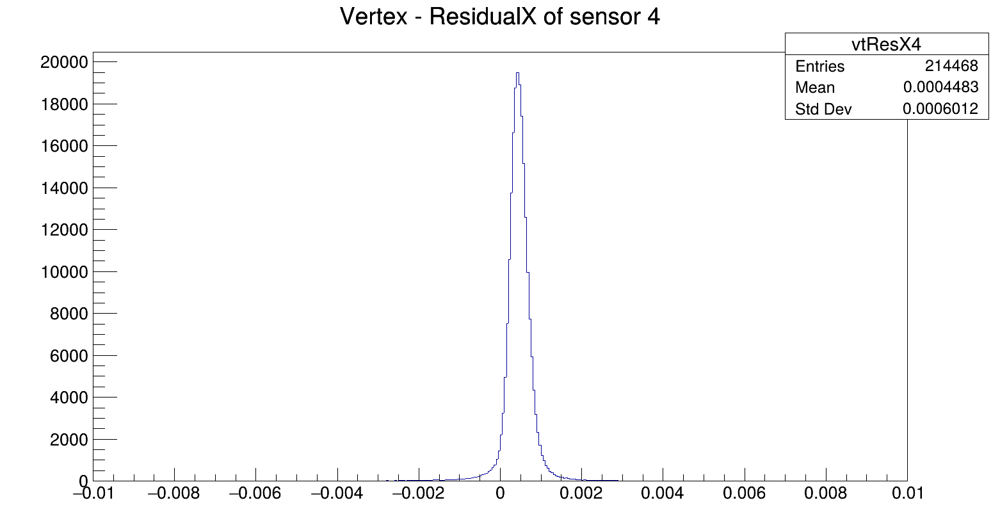 Vertex - ResidualX of sensor 4
vtResX4
Entries 214468
Mean 0.0004483
Std Dev 0.0006012
20000
18000
16000
14000
12000
10000
8000
6000
4000
2000
0
−0.01 −0.008 −0.006 −0.004 −0.002 0 0.002 0.004 0.006 0.008 0.01